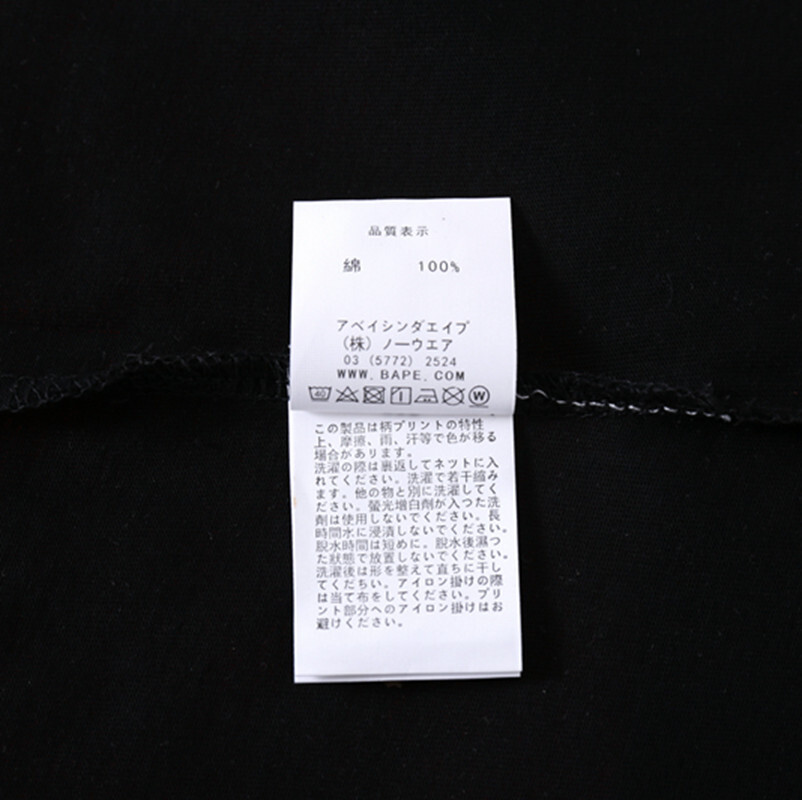 品質表示
綿 100%
アベイシンダエイプ
（株）ノーウエア
03 (5772) 2524
WWW. BAPE. COM
40
W
この製品は柄プリントの特性
上、摩擦、雨、汗等で色が移る
場合があリます。
洗濯の際は裏返してネツトに入
れてください。洗濯で若干縮み
ます。他の物と別に洗濯してく
ださい。螢光増白剤が入つた洗
劑は使用しないでください。長
時間水に浸漬しないでください。
脱水時間は短めに。脫水後濕つ
た狀態で放置しないでください。
洗濯後は形を整えて直ちに干し
てくだちい。アイロン掛けの際
は当て布をしてください。プリ
ント部分へのアイロン掛けはお
避けください。